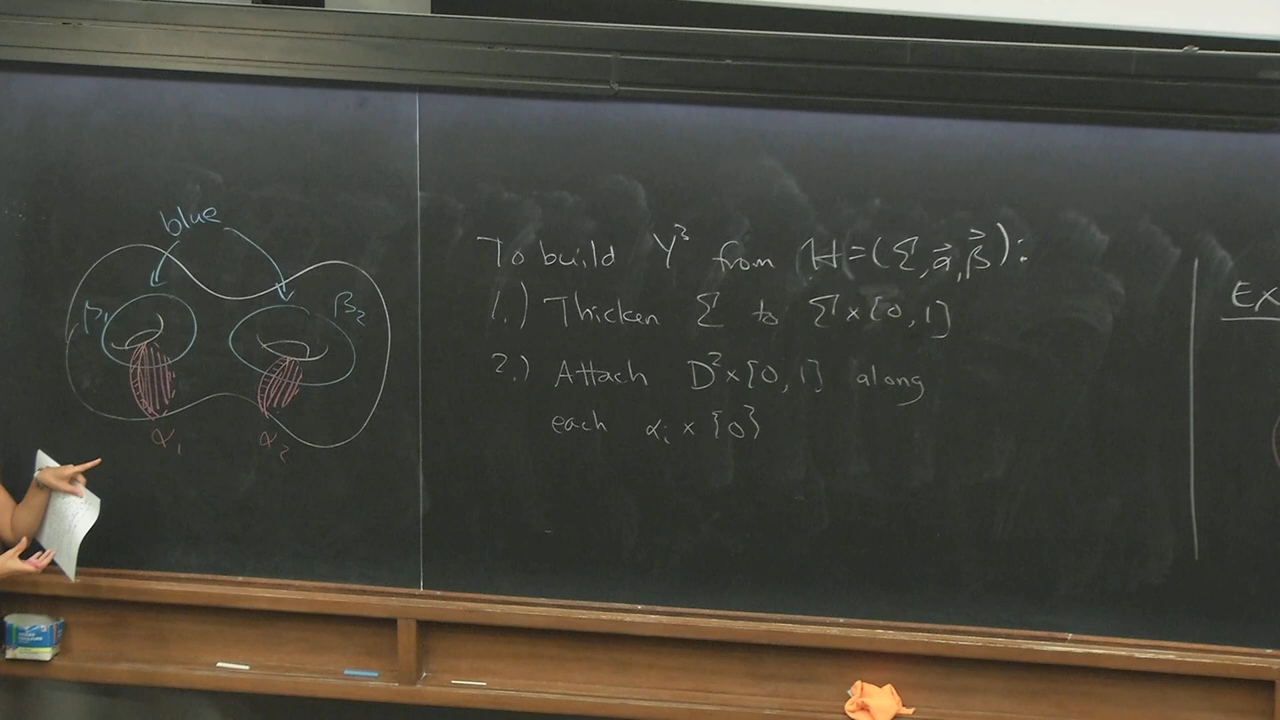 blue
β₁
β₂
α₁
α₂
To build Y³ from H=(Σ,α⃗,β⃗):
1.) Thicken Σ to Σ×[0,1]
2.) Attach D²×[0,1] along
each αᵢ × {0}
EX